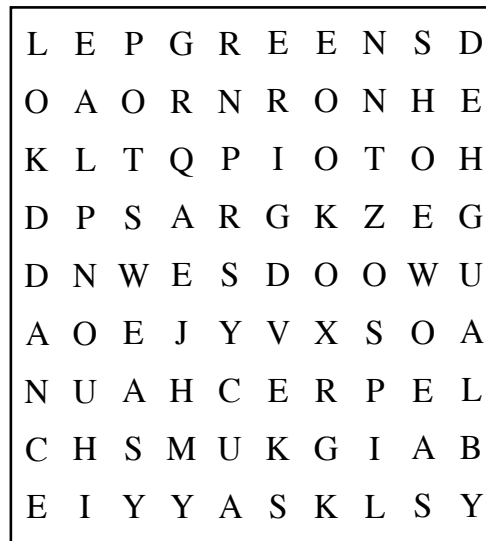 L E P G R E E N S D
O A O R N R O N H E
K L T Q P I O T O H
D P S A R G K Z E G
D N W E S D O O W U
A O E J Y V X S O A
N U A H C E R P E L
C H S M U K G I A B
E I Y Y A S K L S Y